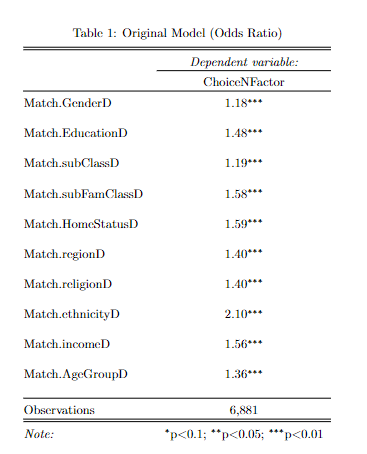 Table 1: Original Model (Odds Ratio)
Dependent variable:
ChoiceNFactor
Match.GenderD 1.18***
Match.EducationD 1.48***
Match.subClassD 1.19***
Match.subFamClassD 1.58***
Match.HomeStatusD 1.59***
Match.regionD 1.40***
Match.religionD 1.40***
Match.ethnicityD 2.10***
Match.incomeD 1.56***
Match.AgeGroupD 1.36***
Observations 6,881
Note: *p<0.1; **p<0.05; ***p<0.01